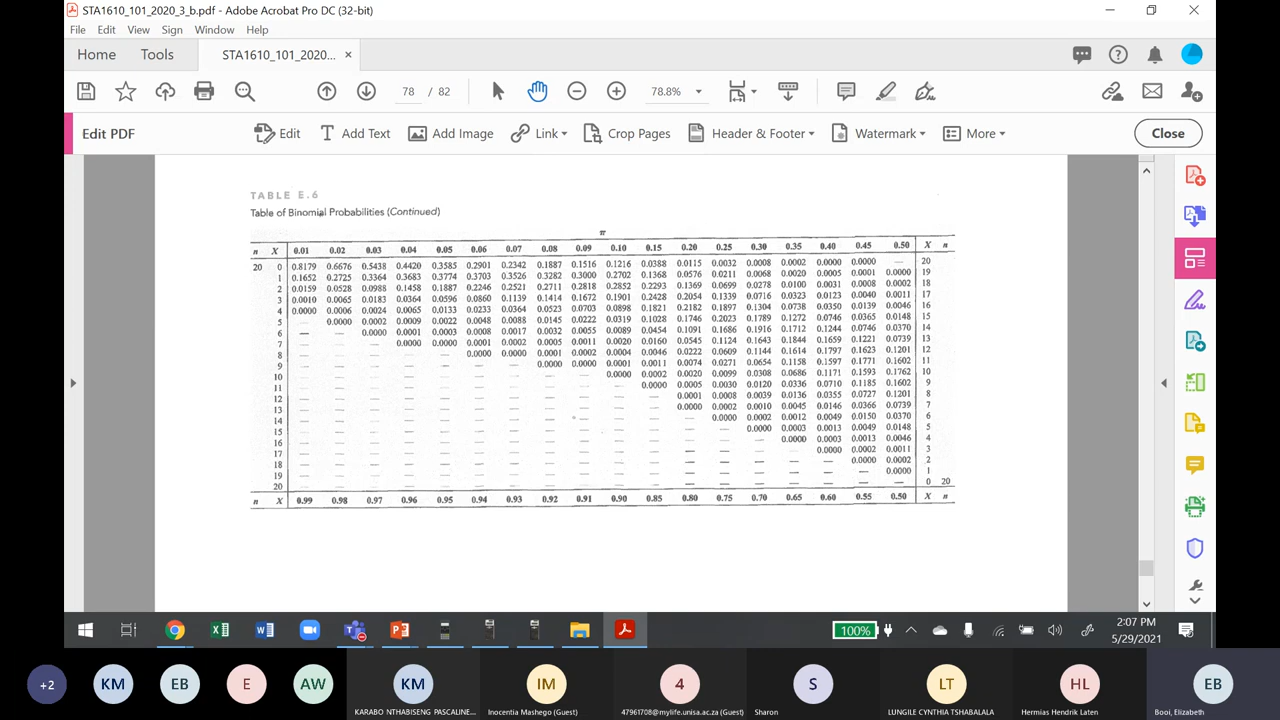 STA1610_101_2020_3_b.pdf - Adobe Acrobat Pro DC (32-bit)
File Edit View Sign Window Help
Home Tools STA1610_101_2020... ×
78 / 82 78.8%
Edit PDF Edit Add Text Add Image Link Crop Pages Header & Footer Watermark More Close
TABLE E.6
Table of Binomial Probabilities (Continued)
π
n X 0.01 0.02 0.03 0.04 0.05 0.06 0.07 0.08 0.09 0.10 0.15 0.20 0.25 0.30 0.35 0.40 0.45 0.50 X n
20 0 0.8179 0.6676 0.5438 0.4420 0.3585 0.2901 0.2342 0.1887 0.1516 0.1216 0.0388 0.0115 0.0032 0.0008 0.0002 0.0000 0.0000 — 20
1 0.1652 0.2725 0.3364 0.3683 0.3774 0.3703 0.3526 0.3282 0.3000 0.2702 0.1368 0.0576 0.0211 0.0068 0.0020 0.0005 0.0001 0.0000 19
2 0.0159 0.0528 0.0988 0.1458 0.1887 0.2246 0.2521 0.2711 0.2818 0.2852 0.2293 0.1369 0.0699 0.0278 0.0100 0.0031 0.0008 0.0002 18
3 0.0010 0.0065 0.0183 0.0364 0.0596 0.0860 0.1139 0.1414 0.1672 0.1901 0.2428 0.2054 0.1339 0.0716 0.0323 0.0123 0.0040 0.0011 17
4 0.0000 0.0006 0.0024 0.0065 0.0133 0.0233 0.0364 0.0523 0.0703 0.0898 0.1821 0.2182 0.1897 0.1304 0.0738 0.0350 0.0139 0.0046 16
5 — 0.0000 0.0002 0.0009 0.0022 0.0048 0.0088 0.0145 0.0222 0.0319 0.1028 0.1746 0.2023 0.1789 0.1272 0.0746 0.0365 0.0148 15
6 — — 0.0000 0.0001 0.0003 0.0008 0.0017 0.0032 0.0055 0.0089 0.0454 0.1091 0.1686 0.1916 0.1712 0.1244 0.0746 0.0370 14
7 — — — 0.0000 0.0000 0.0001 0.0002 0.0005 0.0011 0.0020 0.0160 0.0545 0.1124 0.1643 0.1844 0.1659 0.1221 0.0739 13
8 — — — — — 0.0000 0.0000 0.0001 0.0002 0.0004 0.0046 0.0222 0.0609 0.1144 0.1614 0.1797 0.1623 0.1201 12
9 — — — — — — — 0.0000 0.0000 0.0001 0.0011 0.0074 0.0271 0.0654 0.1158 0.1597 0.1771 0.1602 11
10 — — — — — — — — — 0.0000 0.0002 0.0020 0.0099 0.0308 0.0686 0.1171 0.1593 0.1762 10
11 — — — — — — — — — — 0.0000 0.0005 0.0030 0.0120 0.0336 0.0710 0.1185 0.1602 9
12 — — — — — — — — — — — 0.0001 0.0008 0.0039 0.0136 0.0355 0.0727 0.1201 8
13 — — — — — — — — — — — 0.0000 0.0002 0.0010 0.0045 0.0146 0.0366 0.0739 7
14 — — — — — — — — — — — — 0.0000 0.0002 0.0012 0.0049 0.0150 0.0370 6
15 — — — — — — — — — — — — — 0.0000 0.0003 0.0013 0.0049 0.0148 5
16 — — — — — — — — — — — — — — 0.0000 0.0003 0.0013 0.0046 4
17 — — — — — — — — — — — — — — — 0.0000 0.0002 0.0011 3
18 — — — — — — — — — — — — — — — — 0.0000 0.0002 2
19 — — — — — — — — — — — — — — — — — 0.0000 1
20 — — — — — — — — — — — — — — — — — — 0 20
n X 0.99 0.98 0.97 0.96 0.95 0.94 0.93 0.92 0.91 0.90 0.85 0.80 0.75 0.70 0.65 0.60 0.55 0.50 X n
100% 2:07 PM
5/29/2021
+2 KM EB E AW KM IM 4 S LT HL EB
KARABO NTHABISENG PASCALINE... Inocentia Mashego (Guest) 47961708@mylife.unisa.ac.za (Guest) Sharon LUNGILE CYNTHIA TSHABALALA Hermias Hendrik Laten Booi, Elizabeth